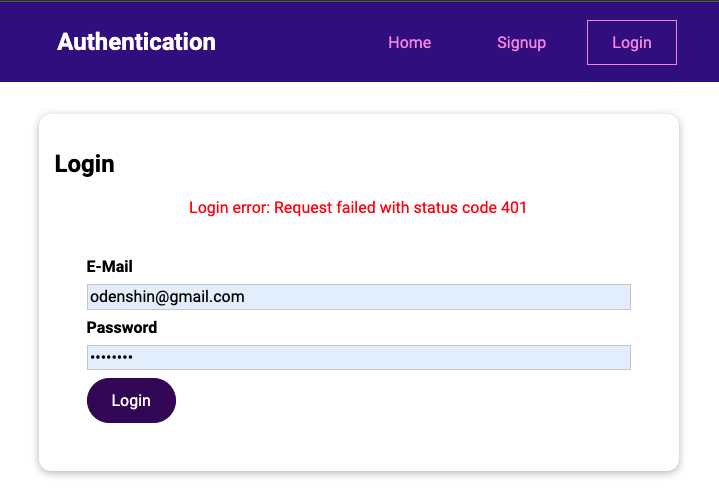 Authentication
Home
Signup
Login
Login
Login error: Request failed with status code 401
E-Mail
odenshin@gmail.com
Password
••••••••
Login